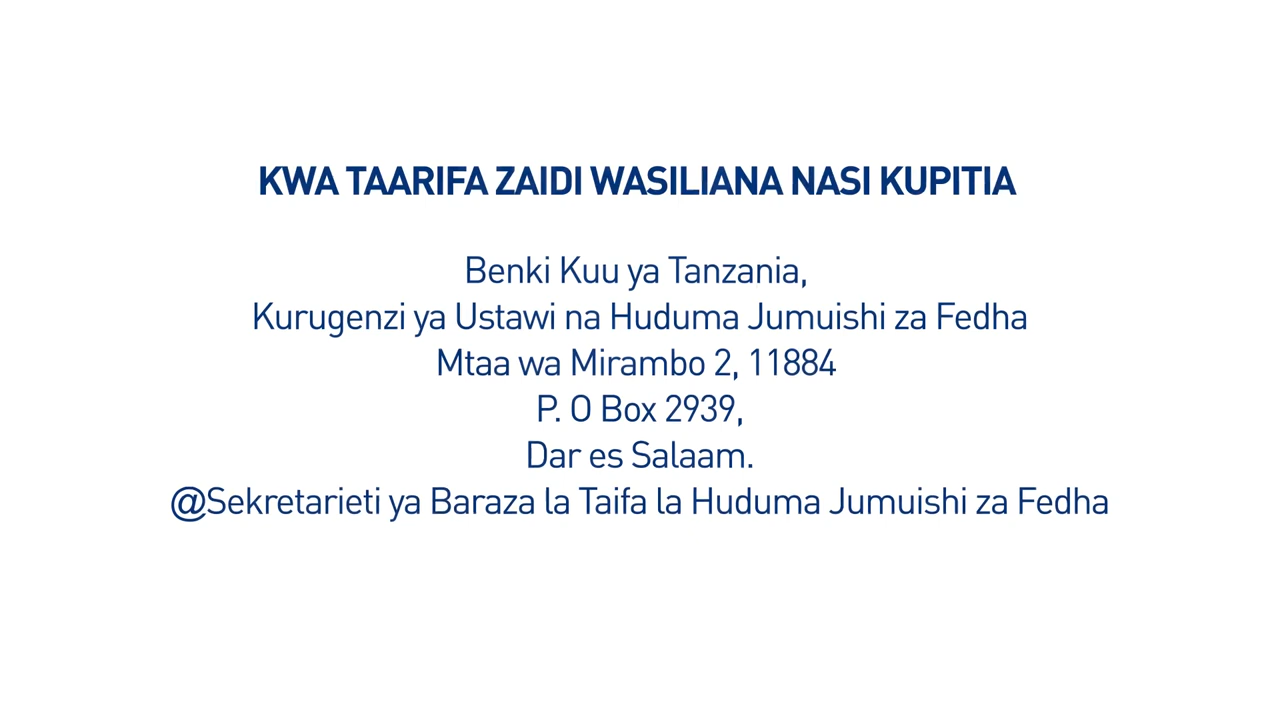 KWA TAARIFA ZAIDI WASILIANA NASI KUPITIA
Benki Kuu ya Tanzania,
Kurugenzi ya Ustawi na Huduma Jumuishi za Fedha
Mtaa wa Mirambo 2, 11884
P. O Box 2939,
Dar es Salaam.
@Sekretarieti ya Baraza la Taifa la Huduma Jumuishi za Fedha